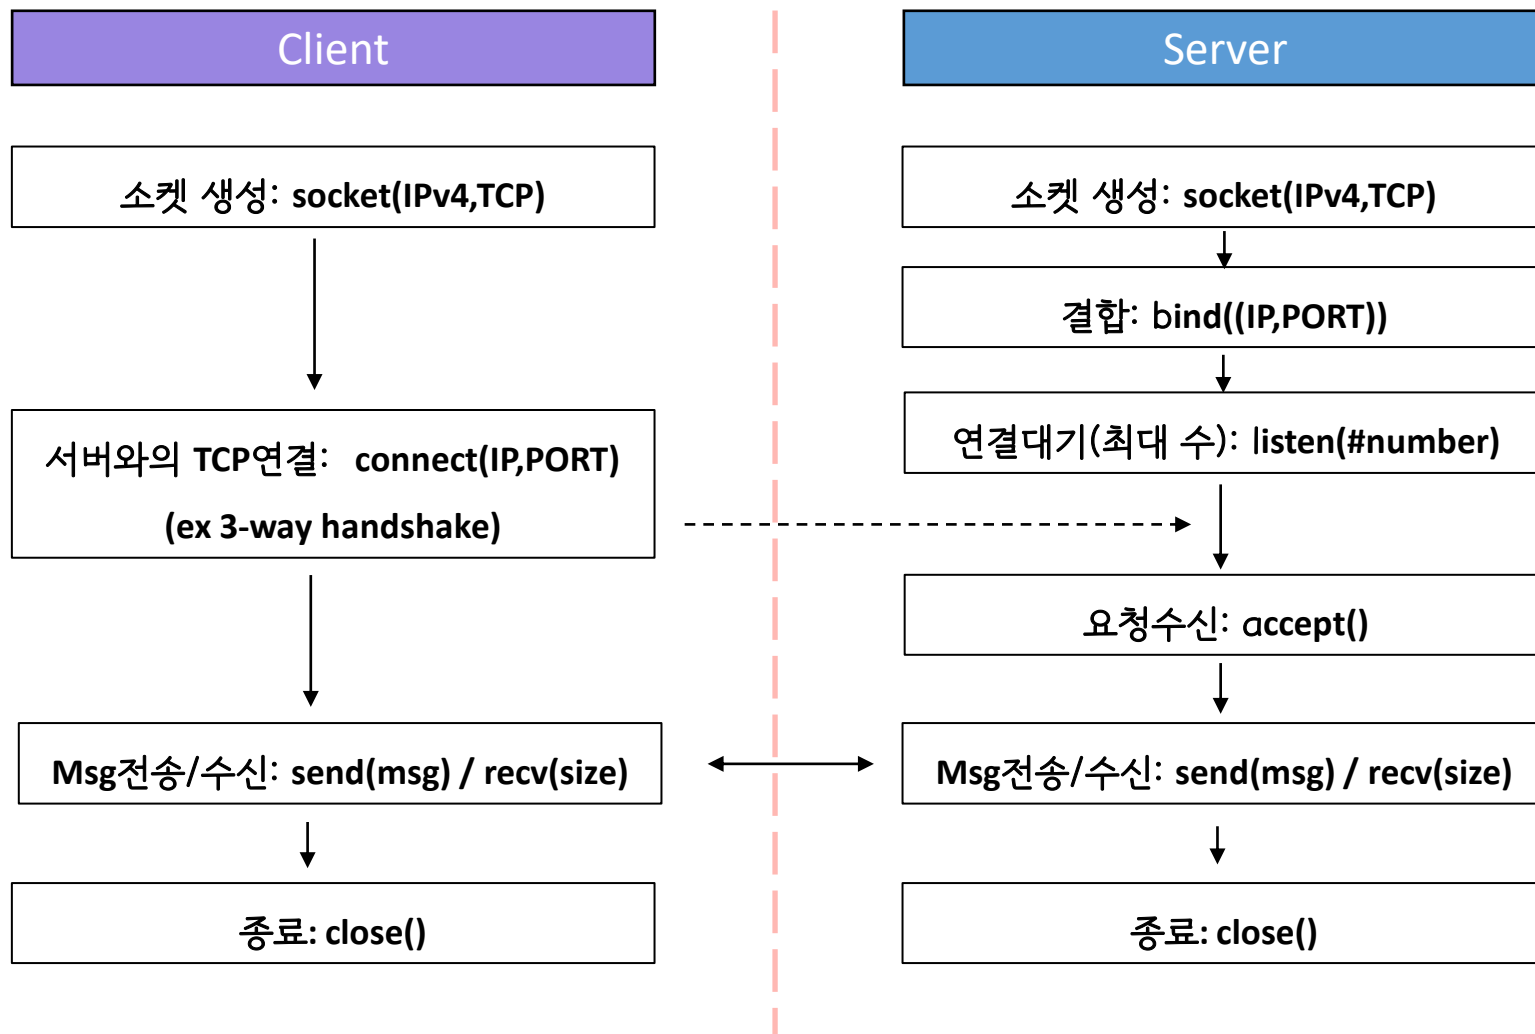 Client
소켓 생성: socket(IPv4,TCP)
서버와의 TCP연결: connect(IP,PORT)
(ex 3-way handshake)
Msg전송/수신: send(msg) / recv(size)
종료: close()
Server
소켓 생성: socket(IPv4,TCP)
결합: bind((IP,PORT))
연결대기(최대 수): listen(#number)
요청수신: accept()
Msg전송/수신: send(msg) / recv(size)
종료: close()